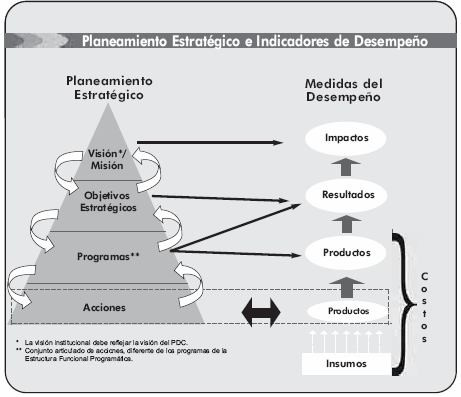 Planeamiento Estratégico e Indicadores de Desempeño
Planeamiento
Estratégico
Medidas del
Desempeño
Visión*/
Misión
Objetivos
Estratégicos
Programas**
Acciones
Impactos
Resultados
Productos
Productos
Insumos
Costos
* La visión institucional debe reflejar la visión del PDC.
** Conjunto articulado de acciones, diferente de los programas de la
Estructura Funcional Programática.